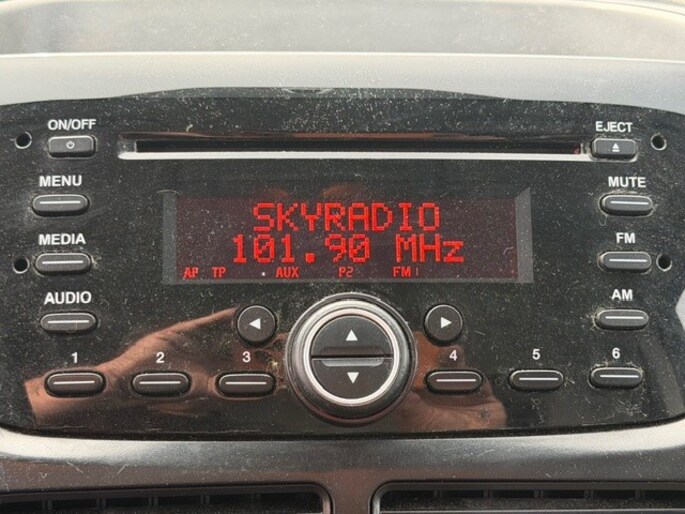 ON/OFF
EJECT
MENU
MUTE
SKYRADIO
MEDIA
101.90 MHz
FM
AF TP AUX P2 FM1
AUDIO
AM
1 2 3 4 5 6